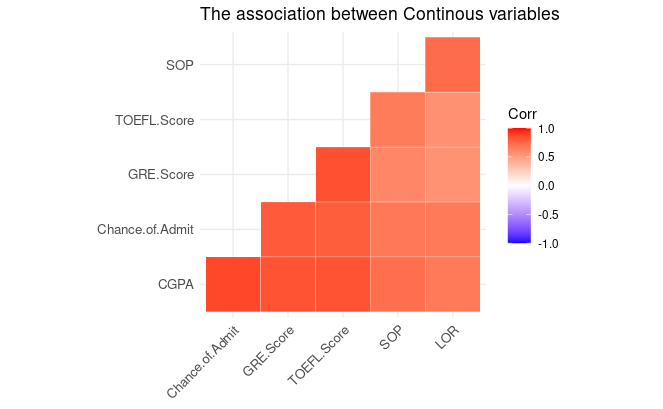 The association between Continous variables
SOP
TOEFL.Score
GRE.Score
Chance.of.Admit
CGPA
Chance.of.Admit
GRE.Score
TOEFL.Score
SOP
LOR
Corr
1.0
0.5
0.0
-0.5
-1.0